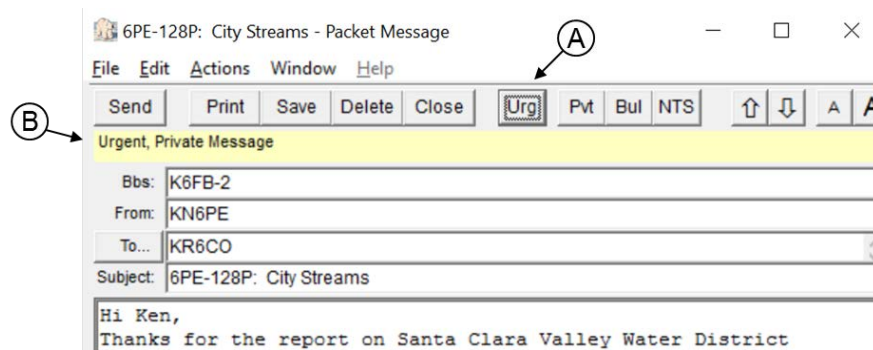 6PE-128P: City Streams - Packet Message
A
File Edit Actions Window Help
Send Print Save Delete Close Urg Pvt Bul NTS A A
B
Urgent, Private Message
Bbs: K6FB-2
From: KN6PE
To... KR6CO
Subject: 6PE-128P: City Streams
Hi Ken,
Thanks for the report on Santa Clara Valley Water District